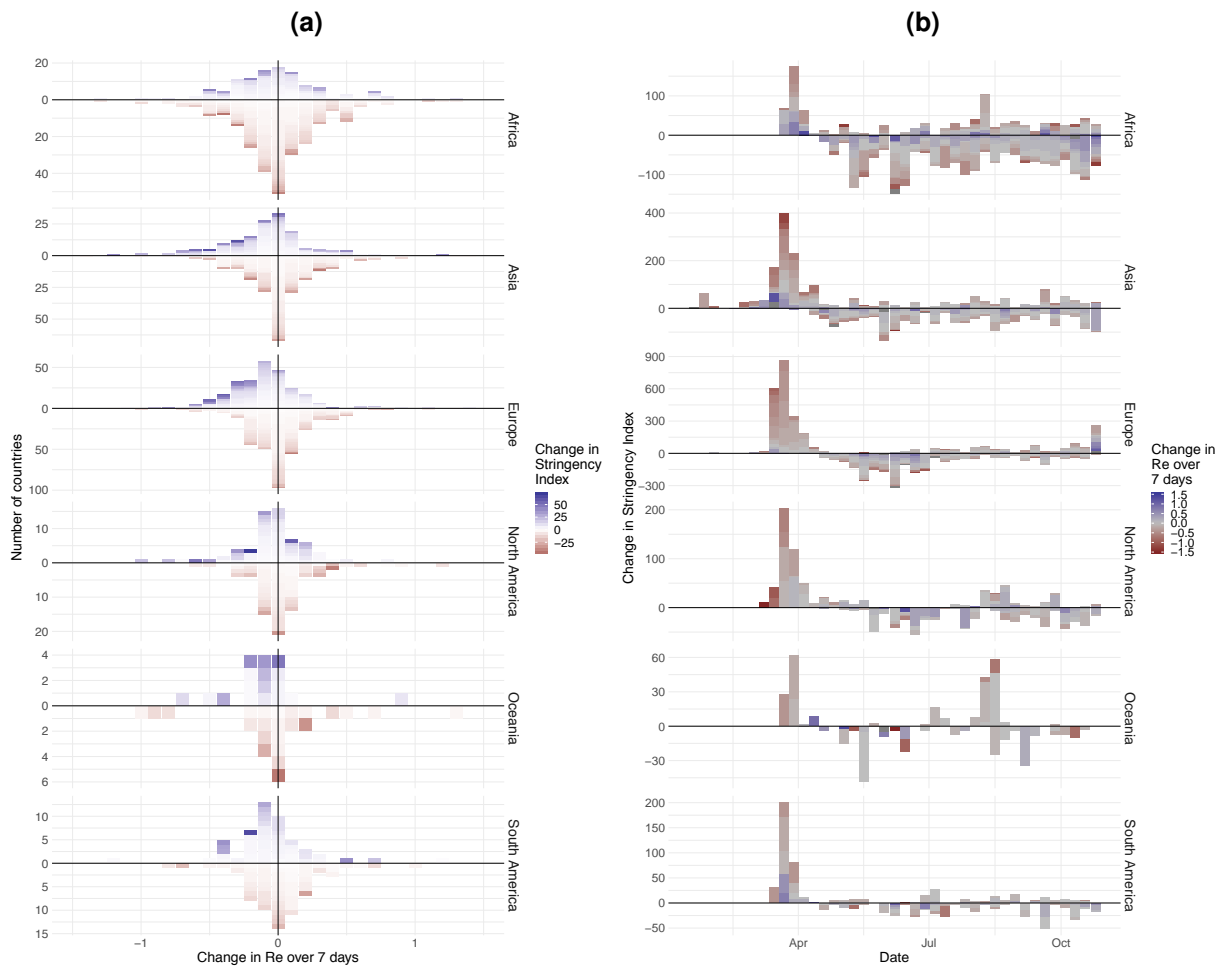 (a)
20
0
20
40
Africa
25
0
25
50
Asia
50
0
50
100
Europe
10
0
10
20
North America
4
2
0
2
4
6
Oceania
10
5
0
5
10
15
South America
−1
0
1
Change in Re over 7 days
Number of countries
Change in
Stringency
Index
50
25
0
−25
(b)
100
0
−100
Africa
400
200
0
Asia
900
600
300
0
−300
Europe
200
100
0
North America
60
30
0
−30
Oceania
200
150
100
50
0
−50
South America
Apr
Jul
Oct
Date
Change in Stringency Index
Change in
Re over
7 days
1.5
1.0
0.5
0.0
−0.5
−1.0
−1.5